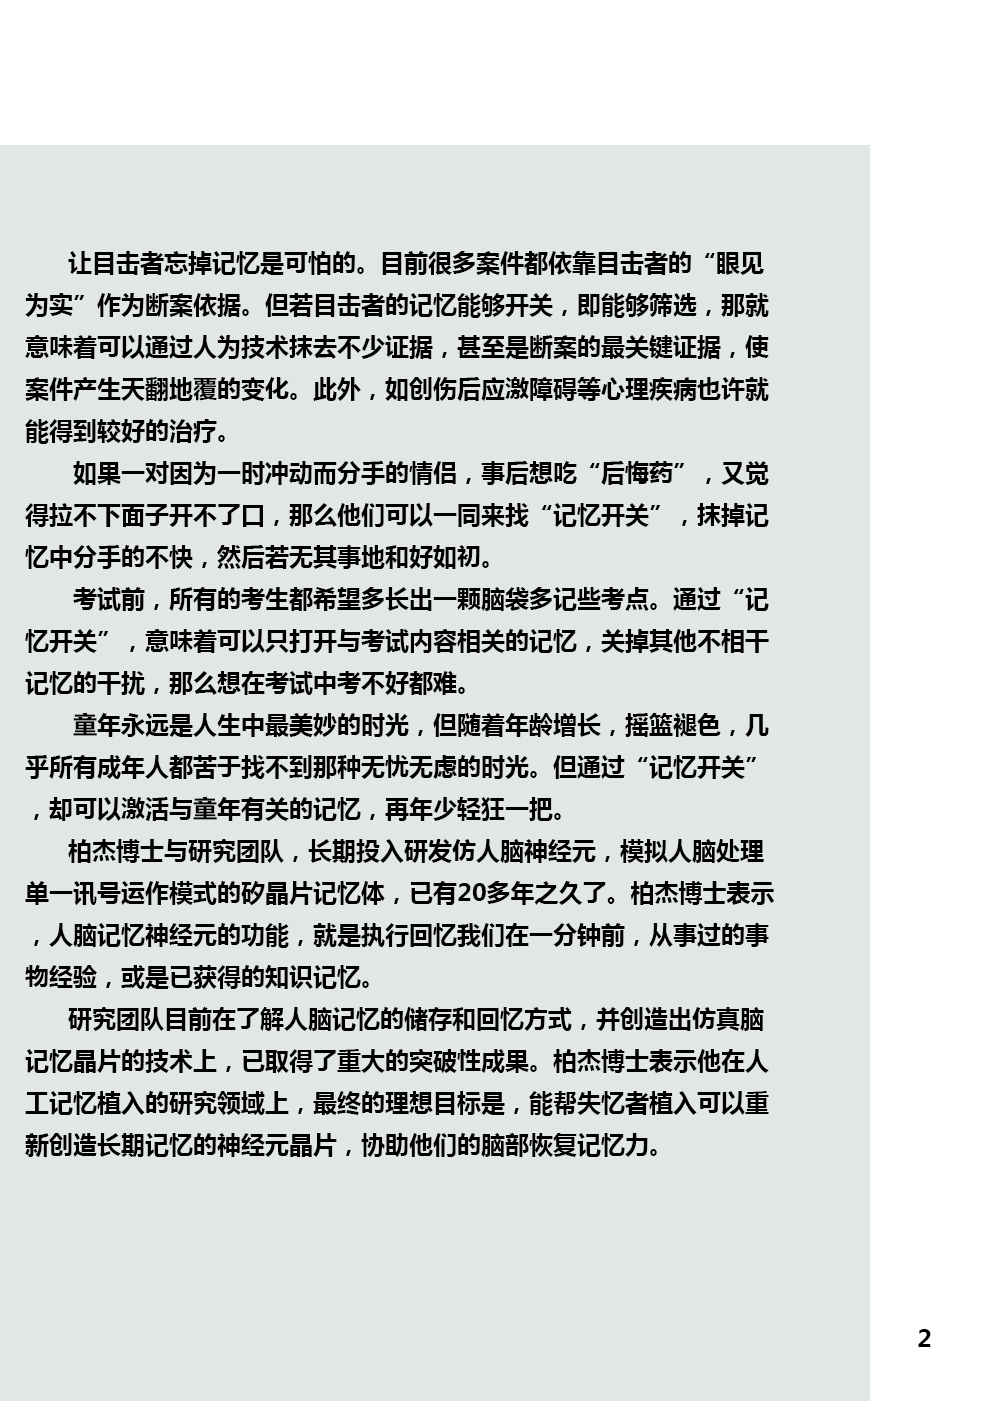 让目击者忘掉记忆是可怕的。目前很多案件都依靠目击者的“眼见
为实”作为断案依据。但若目击者的记忆能够开关，即能够筛选，那就
意味着可以通过人为技术抹去不少证据，甚至是断案的最关键证据，使
案件产生天翻地覆的变化。此外，如创伤后应激障碍等心理疾病也许就
能得到较好的治疗。
如果一对因为一时冲动而分手的情侣，事后想吃“后悔药”，又觉
得拉不下面子开不了口，那么他们可以一同来找“记忆开关”，抹掉记
忆中分手的不快，然后若无其事地和好如初。
考试前，所有的考生都希望多长出一颗脑袋多记些考点。通过“记
忆开关”，意味着可以只打开与考试内容相关的记忆，关掉其他不相干
记忆的干扰，那么想在考试中考不好都难。
童年永远是人生中最美妙的时光，但随着年龄增长，摇篮褪色，几
乎所有成年人都苦于找不到那种无忧无虑的时光。但通过“记忆开关”
，却可以激活与童年有关的记忆，再年少轻狂一把。
柏杰博士与研究团队，长期投入研发仿人脑神经元，模拟人脑处理
单一讯号运作模式的矽晶片记忆体，已有20多年之久了。柏杰博士表示
，人脑记忆神经元的功能，就是执行回忆我们在一分钟前，从事过的事
物经验，或是已获得的知识记忆。
研究团队目前在了解人脑记忆的储存和回忆方式，并创造出仿真脑
记忆晶片的技术上，已取得了重大的突破性成果。柏杰博士表示他在人
工记忆植入的研究领域上，最终的理想目标是，能帮失忆者植入可以重
新创造长期记忆的神经元晶片，协助他们的脑部恢复记忆力。
2